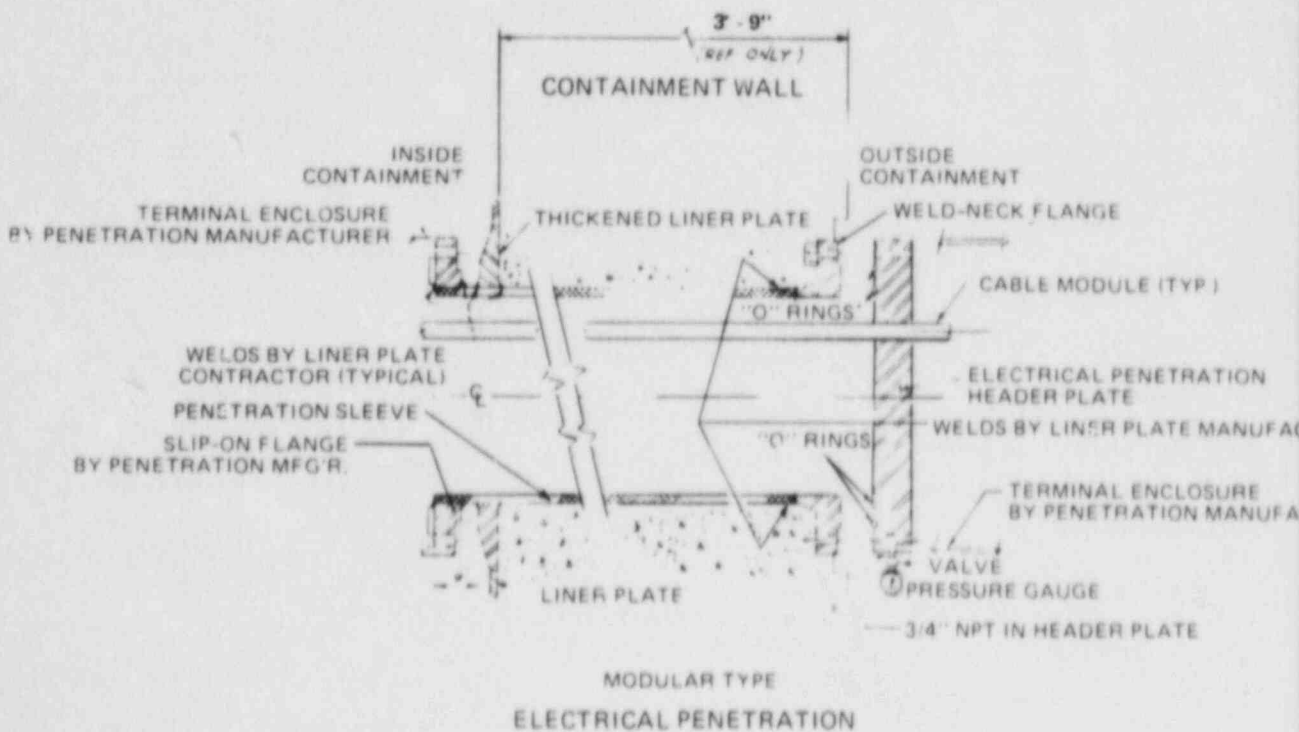 3' - 9"
(REF ONLY)
CONTAINMENT WALL
INSIDE
CONTAINMENT
OUTSIDE
CONTAINMENT
TERMINAL ENCLOSURE
BY PENETRATION MANUFACTURER
THICKENED LINER PLATE
WELD-NECK FLANGE
CABLE MODULE (TYP.)
"O" RINGS
WELDS BY LINER PLATE
CONTRACTOR (TYPICAL)
ELECTRICAL PENETRATION
HEADER PLATE
PENETRATION SLEEVE
WELDS BY LINER PLATE MANUFAC
SLIP-ON FLANGE
BY PENETRATION MFG'R.
"O" RINGS
TERMINAL ENCLOSURE
BY PENETRATION MANUFA
VALVE
PRESSURE GAUGE
LINER PLATE
3/4" NPT IN HEADER PLATE
MODULAR TYPE
ELECTRICAL PENETRATION